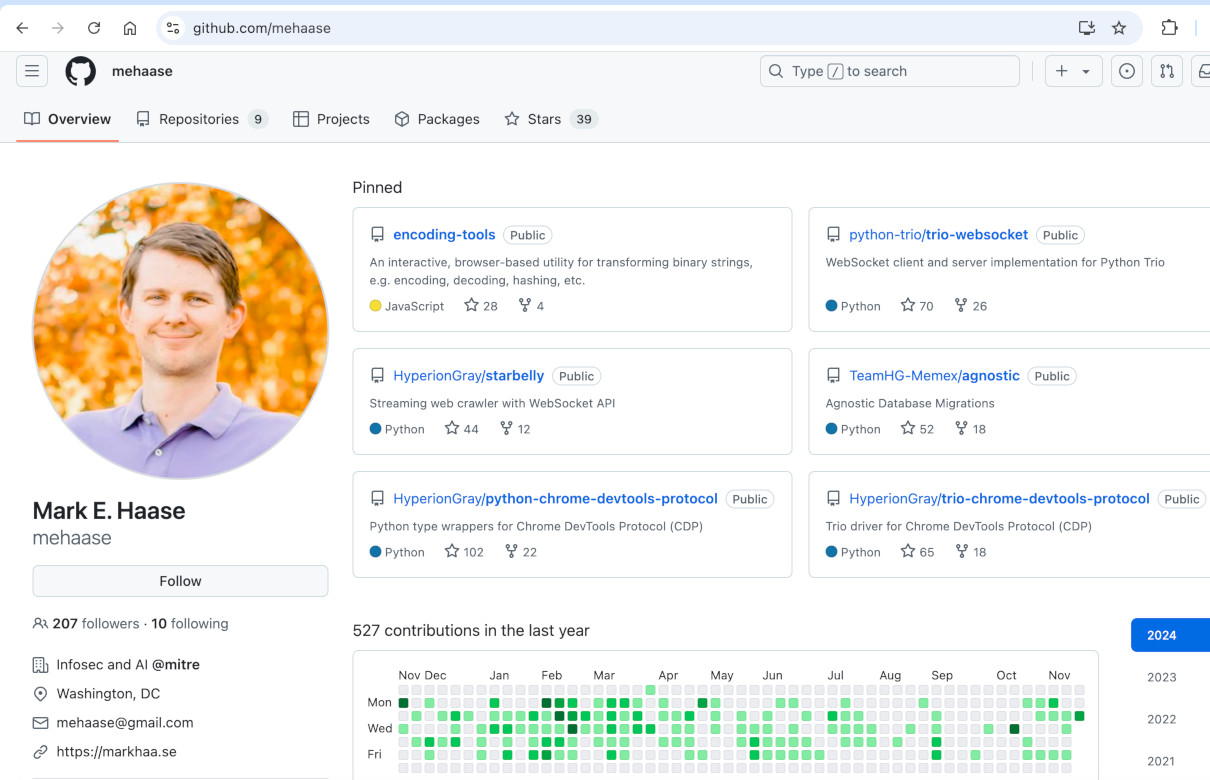 github.com/mehaase
mehaase
Type / to search
Overview
Repositories 9
Projects
Packages
Stars 39
Pinned
encoding-tools Public
An interactive, browser-based utility for transforming binary strings,
e.g. encoding, decoding, hashing, etc.
JavaScript 28 4
python-trio/trio-websocket Public
WebSocket client and server implementation for Python Trio
Python 70 26
HyperionGray/starbelly Public
Streaming web crawler with WebSocket API
Python 44 12
TeamHG-Memex/agnostic Public
Agnostic Database Migrations
Python 52 18
HyperionGray/python-chrome-devtools-protocol Public
Python type wrappers for Chrome DevTools Protocol (CDP)
Python 102 22
HyperionGray/trio-chrome-devtools-protocol Public
Trio driver for Chrome DevTools Protocol (CDP)
Python 65 18
Mark E. Haase
mehaase
Follow
207 followers · 10 following
Infosec and AI @mitre
Washington, DC
mehaase@gmail.com
https://markhaa.se
527 contributions in the last year
Nov Dec Jan Feb Mar Apr May Jun Jul Aug Sep Oct Nov
Mon
Wed
Fri
2024
2023
2022
2021